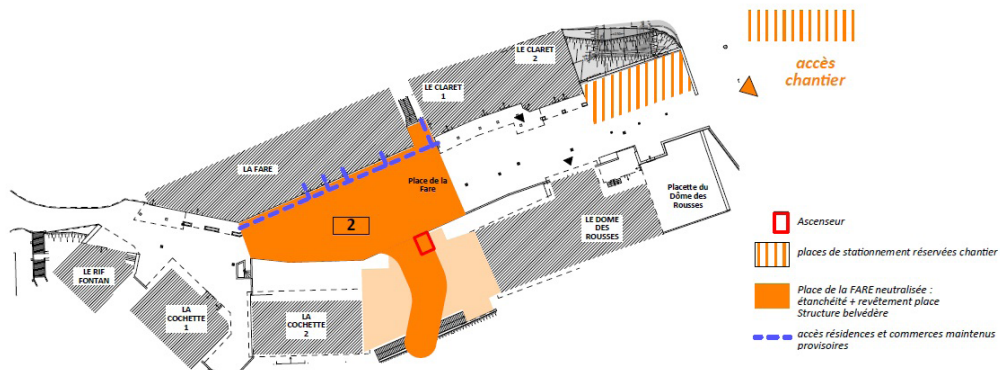 accès
chantier
LE CLARET
2
LE CLARET
1
LA FARE
Place de la
Fare
2
Placette du
Dôme des
Rousses
LE DOME
DES
ROUSSES
LE RIF
FONTAN
LA
COCHETTE
1
LA
COCHETTE
2
Ascenseur
places de stationnement réservées chantier
Place de la FARE neutralisée :
étanchéité + revêtement place
Structure belvédère
accès résidences et commerces maintenus
provisoires